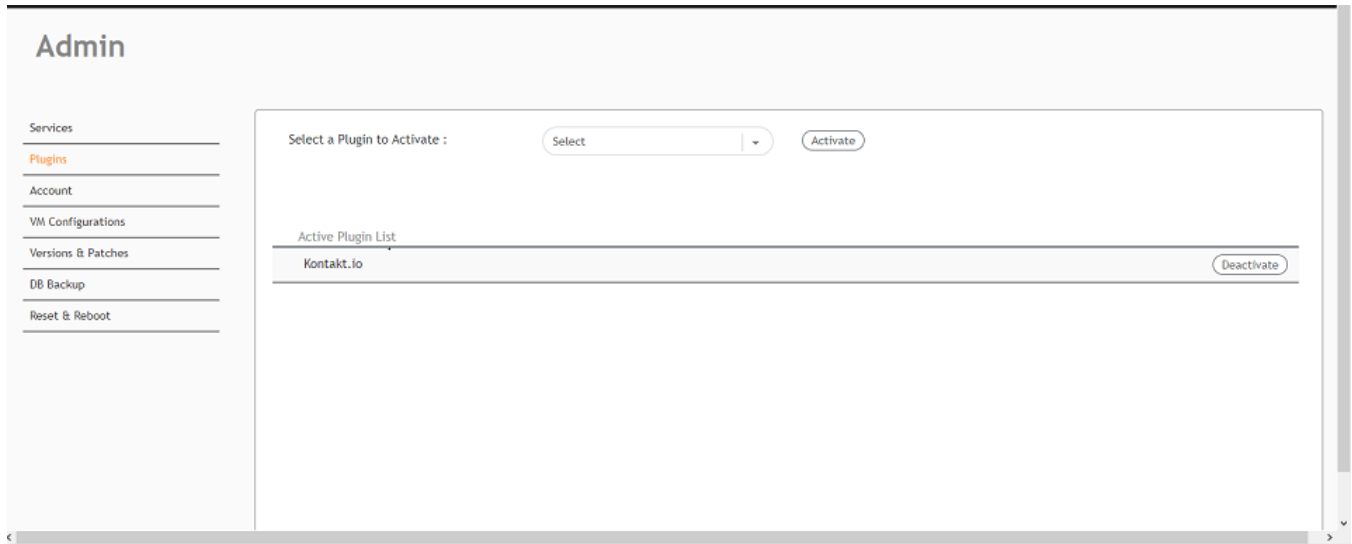 Admin
Services
Plugins
Account
VM Configurations
Versions & Patches
DB Backup
Reset & Reboot
Select a Plugin to Activate :
Select
Activate
Active Plugin List
Kontakt.io
Deactivate